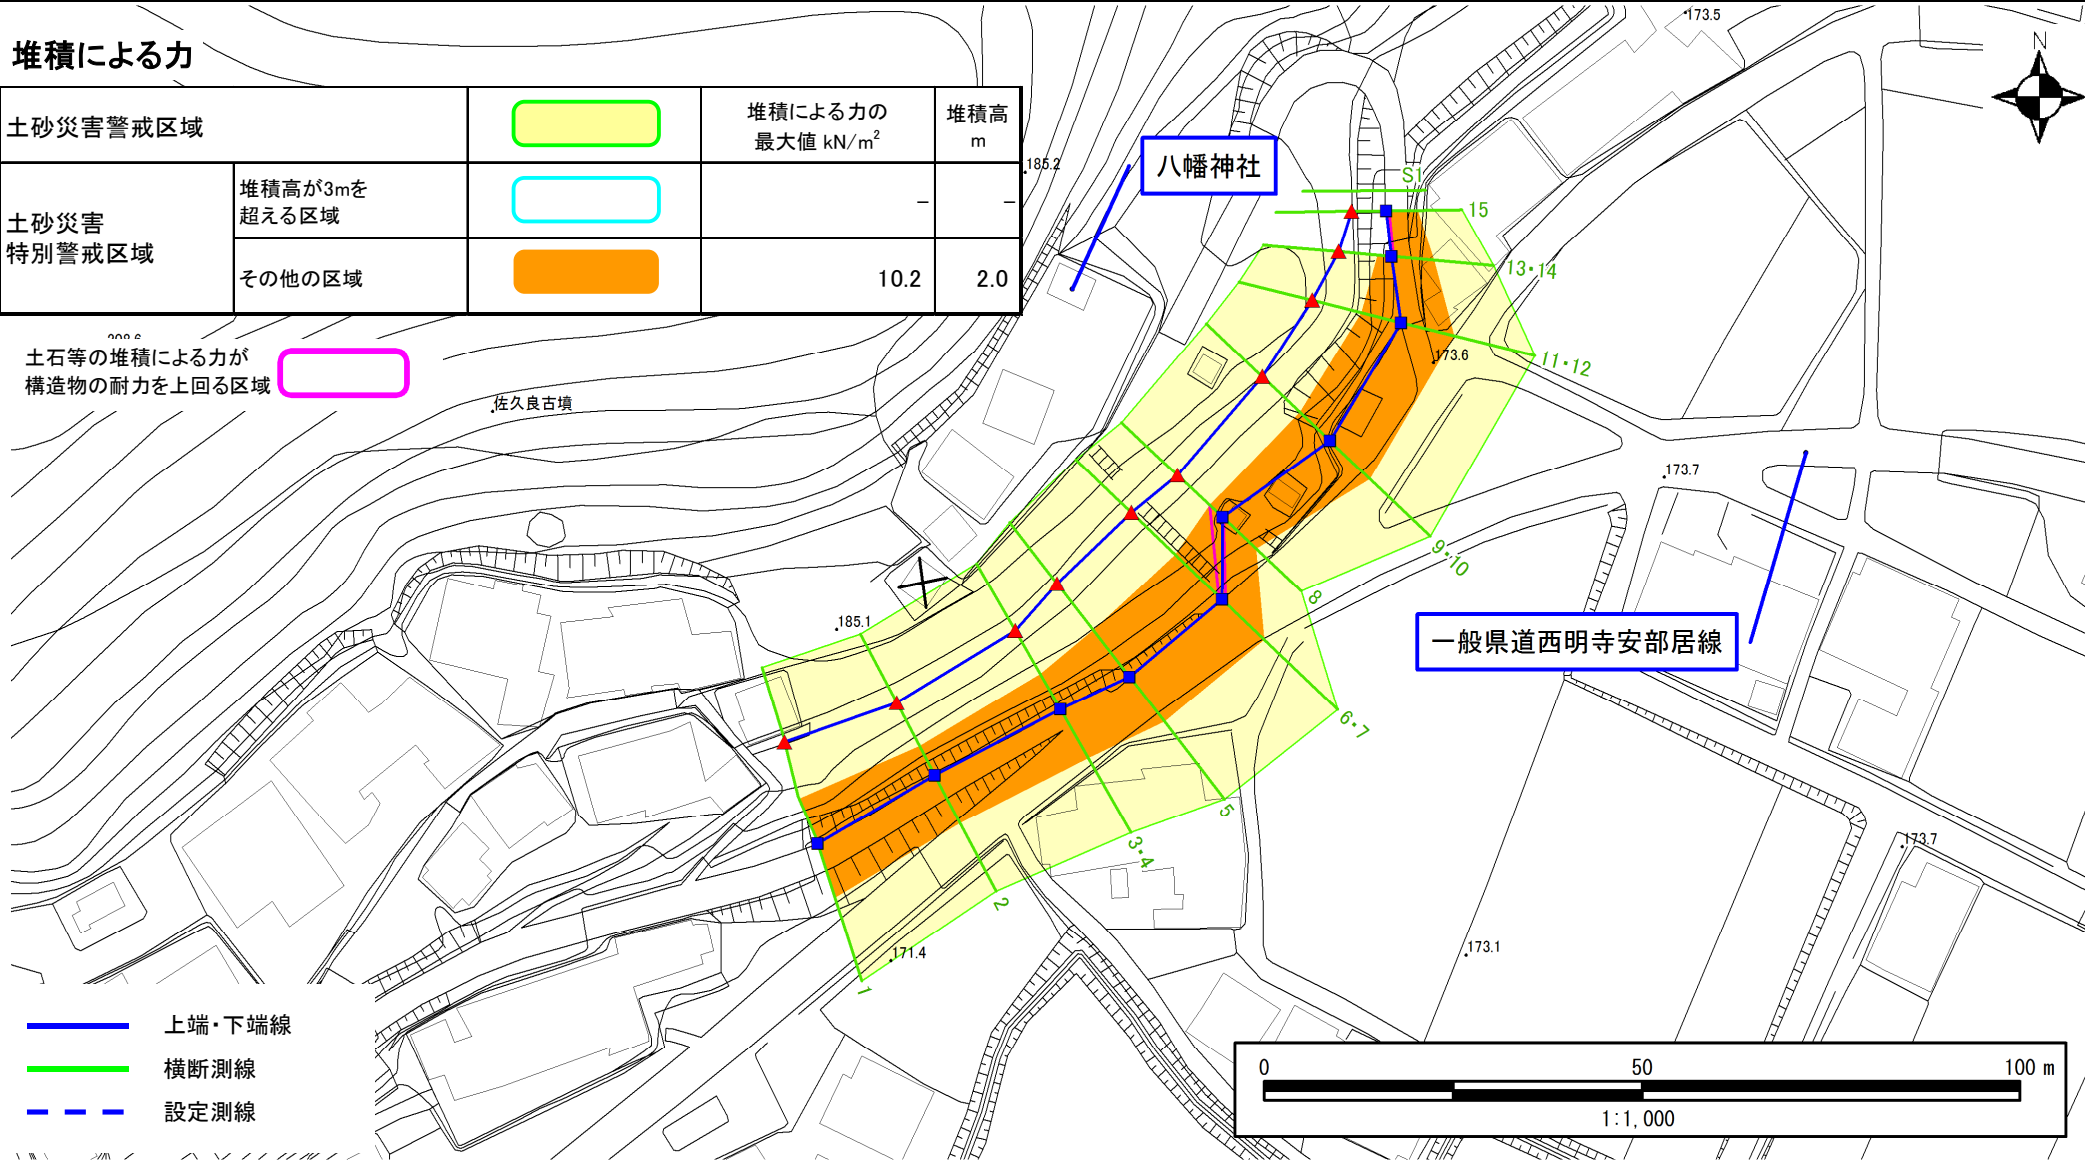 堆積による力
土砂災害警戒区域
堆積による力の
最大値 kN/m²
堆積高
m
土砂災害
特別警戒区域
堆積高が3mを
超える区域
-
-
その他の区域
10.2
2.0
土石等の堆積による力が
構造物の耐力を上回る区域
佐久良古墳
八幡神社
一般県道西明寺安部居線
N
173.5
185.2
S1
15
13・14
11・12
173.6
9・10
8
6・7
5
3・4
2
1
173.7
185.1
171.4
173.1
173.7
上端・下端線
横断測線
設定測線
0
50
100 m
1:1,000